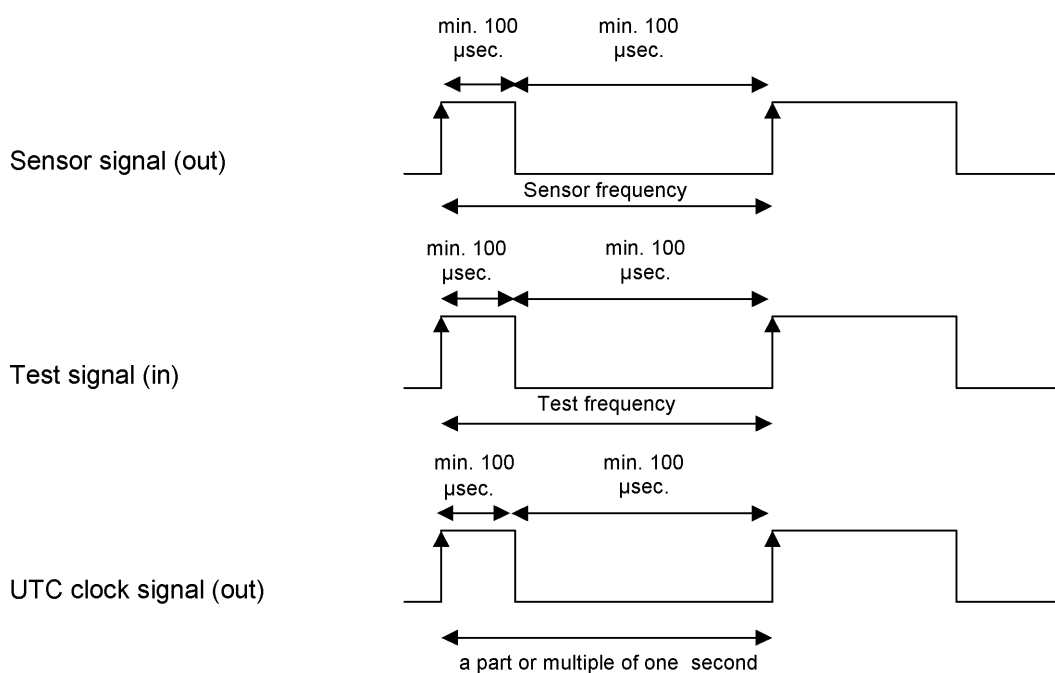 min. 100
µsec.
min. 100
µsec.
Sensor signal (out)
Sensor frequency
min. 100
µsec.
min. 100
µsec.
Test signal (in)
Test frequency
min. 100
µsec.
min. 100
µsec.
UTC clock signal (out)
a part or multiple of one second